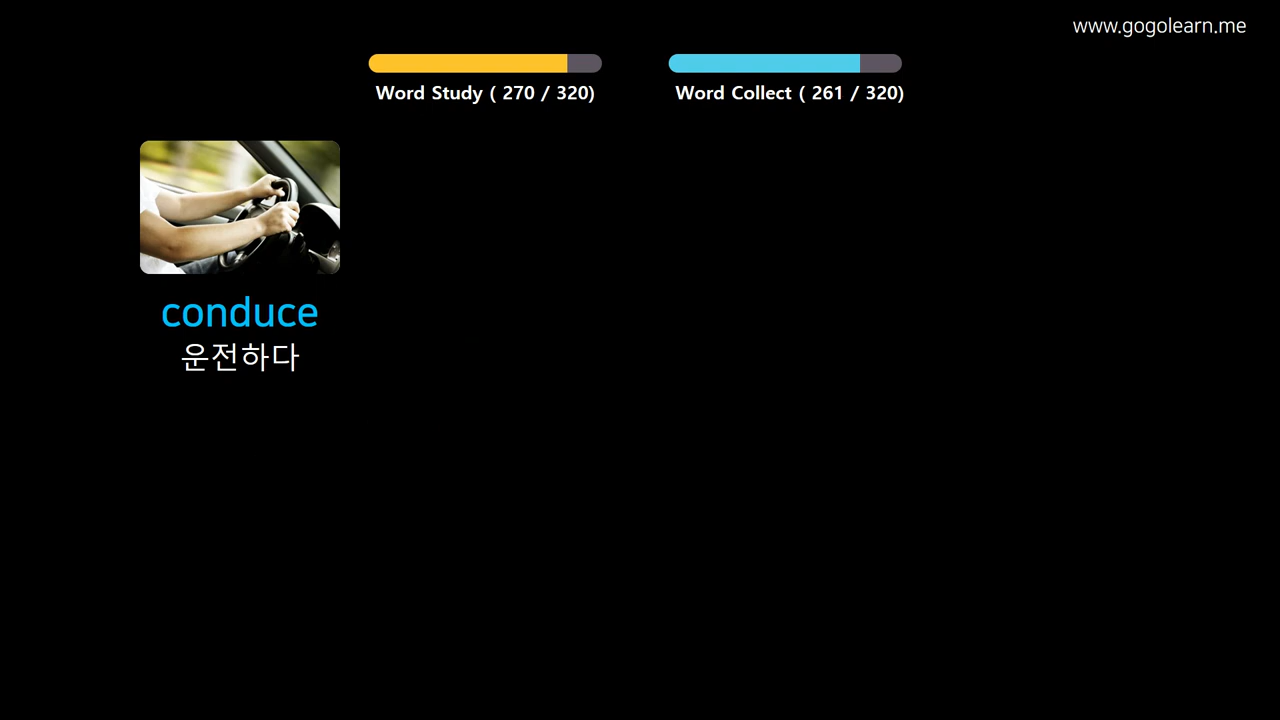 www.gogolearn.me
Word Study ( 270 / 320)
Word Collect ( 261 / 320)
conduce
운전하다